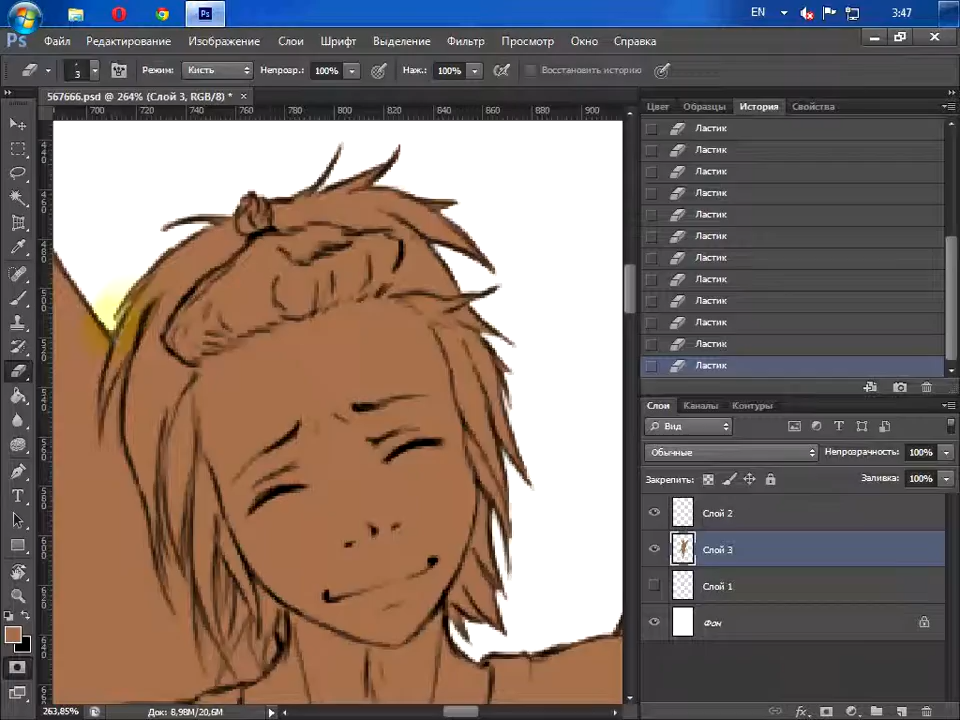 EN 3:47
Ps Файл Редактирование Изображение Слои Шрифт Выделение Фильтр Просмотр Окно Справка
3 Режим: Кисть Непрозр.: 100% Наж.: 100% Восстановить историю
567666.psd @ 264% (Слой 3, RGB/8) * ×
Цвет Образцы История Свойства
700 720 740 760 780 800 820 840 860 880 900
Ластик
Ластик
Ластик
Ластик
Ластик
Ластик
Ластик
Ластик
Ластик
Ластик
Ластик
Ластик
Слои Каналы Контуры
Вид
Обычные Непрозрачность: 100%
Закрепить: Заливка: 100%
Слой 2
Слой 3
Слой 1
Фон
263,85% Док: 8,98M/20,6M